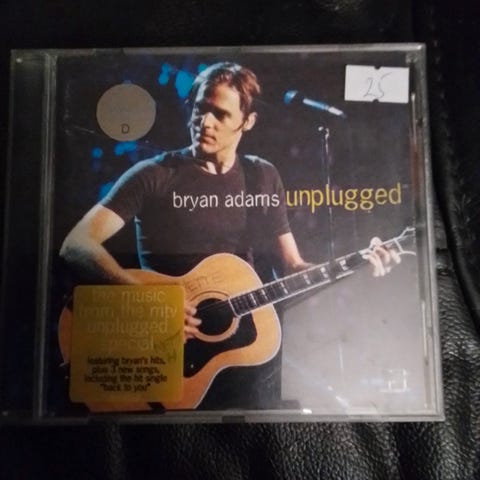 25
D
bryan adams unplugged
the music
from the mtv
unplugged
special
featuring bryan's hits,
plus 3 new songs,
including the hit single
"back to you"